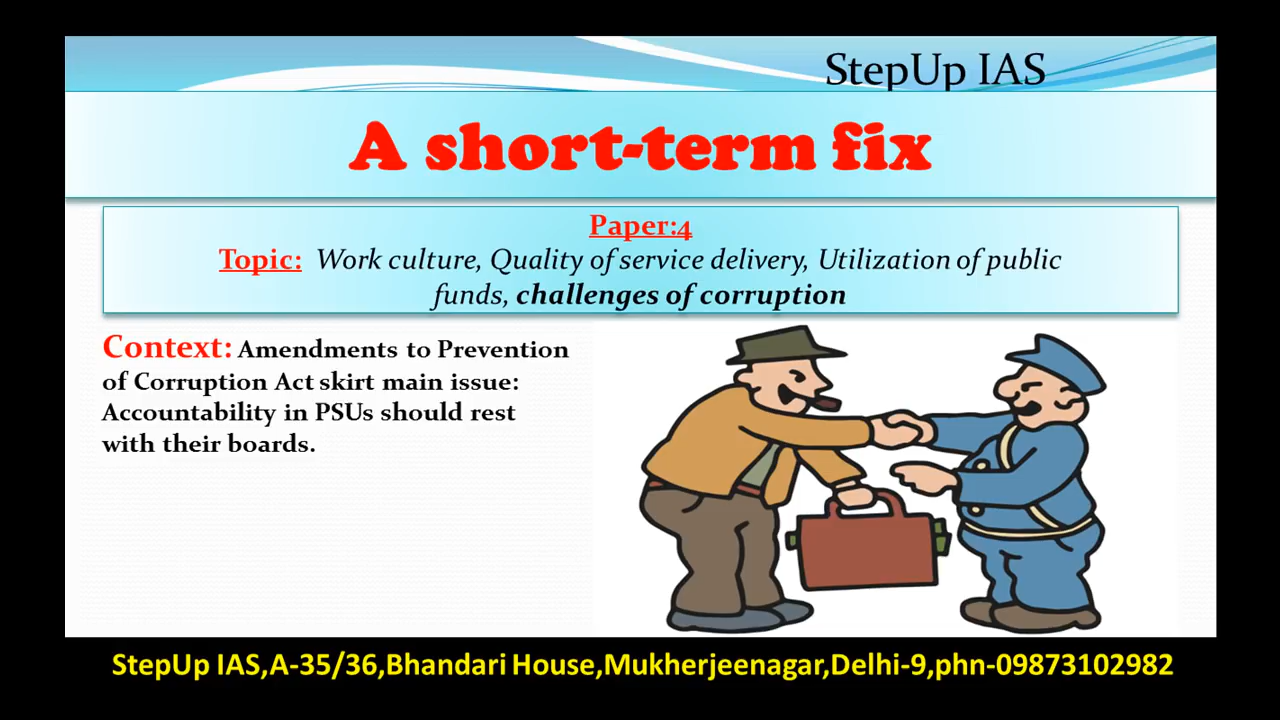 StepUp IAS
A short-term fix
Paper:4
Topic: Work culture, Quality of service delivery, Utilization of public
funds, challenges of corruption
Context: Amendments to Prevention
of Corruption Act skirt main issue:
Accountability in PSUs should rest
with their boards.
StepUp IAS,A-35/36,Bhandari House,Mukherjeenagar,Delhi-9,phn-09873102982